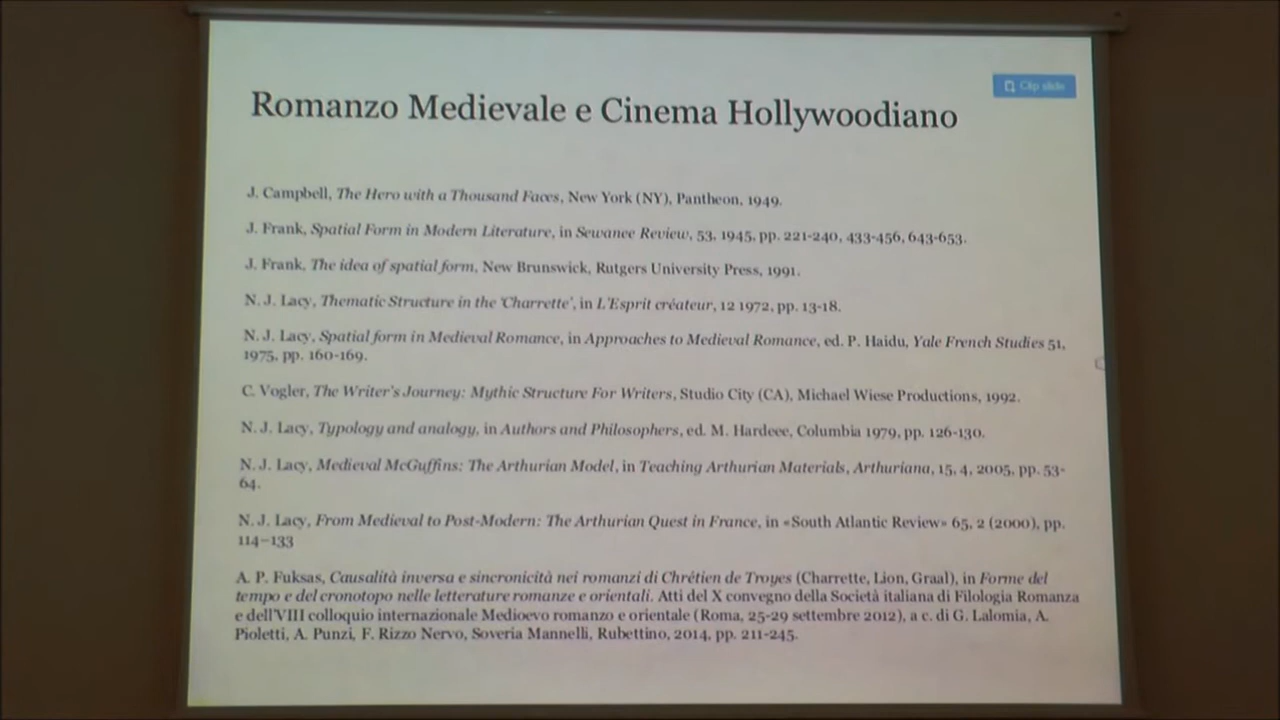 Clip slide
Romanzo Medievale e Cinema Hollywoodiano
J. Campbell, The Hero with a Thousand Faces, New York (NY), Pantheon, 1949.
J. Frank, Spatial Form in Modern Literature, in Sewanee Review, 53, 1945, pp. 221-240, 433-456, 643-653.
J. Frank, The idea of spatial form, New Brunswick, Rutgers University Press, 1991.
N. J. Lacy, Thematic Structure in the 'Charrette', in L'Esprit créateur, 12 1972, pp. 13-18.
N. J. Lacy, Spatial form in Medieval Romance, in Approaches to Medieval Romance, ed. P. Haidu, Yale French Studies 51,
1975, pp. 160-169.
C. Vogler, The Writer's Journey: Mythic Structure For Writers, Studio City (CA), Michael Wiese Productions, 1992.
N. J. Lacy, Typology and analogy, in Authors and Philosophers, ed. M. Hardeee, Columbia 1979, pp. 126-130.
N. J. Lacy, Medieval McGuffins: The Arthurian Model, in Teaching Arthurian Materials, Arthuriana, 15, 4, 2005, pp. 53-
64.
N. J. Lacy, From Medieval to Post-Modern: The Arthurian Quest in France, in «South Atlantic Review» 65, 2 (2000), pp.
114–133
A. P. Fuksas, Causalità inversa e sincronicità nei romanzi di Chrétien de Troyes (Charrette, Lion, Graal), in Forme del
tempo e del cronotopo nelle letterature romanze e orientali. Atti del X convegno della Società italiana di Filologia Romanza
e dell'VIII colloquio internazionale Medioevo romanzo e orientale (Roma, 25-29 settembre 2012), a c. di G. Lalomia, A.
Pioletti, A. Punzi, F. Rizzo Nervo, Soveria Mannelli, Rubettino, 2014, pp. 211-245.